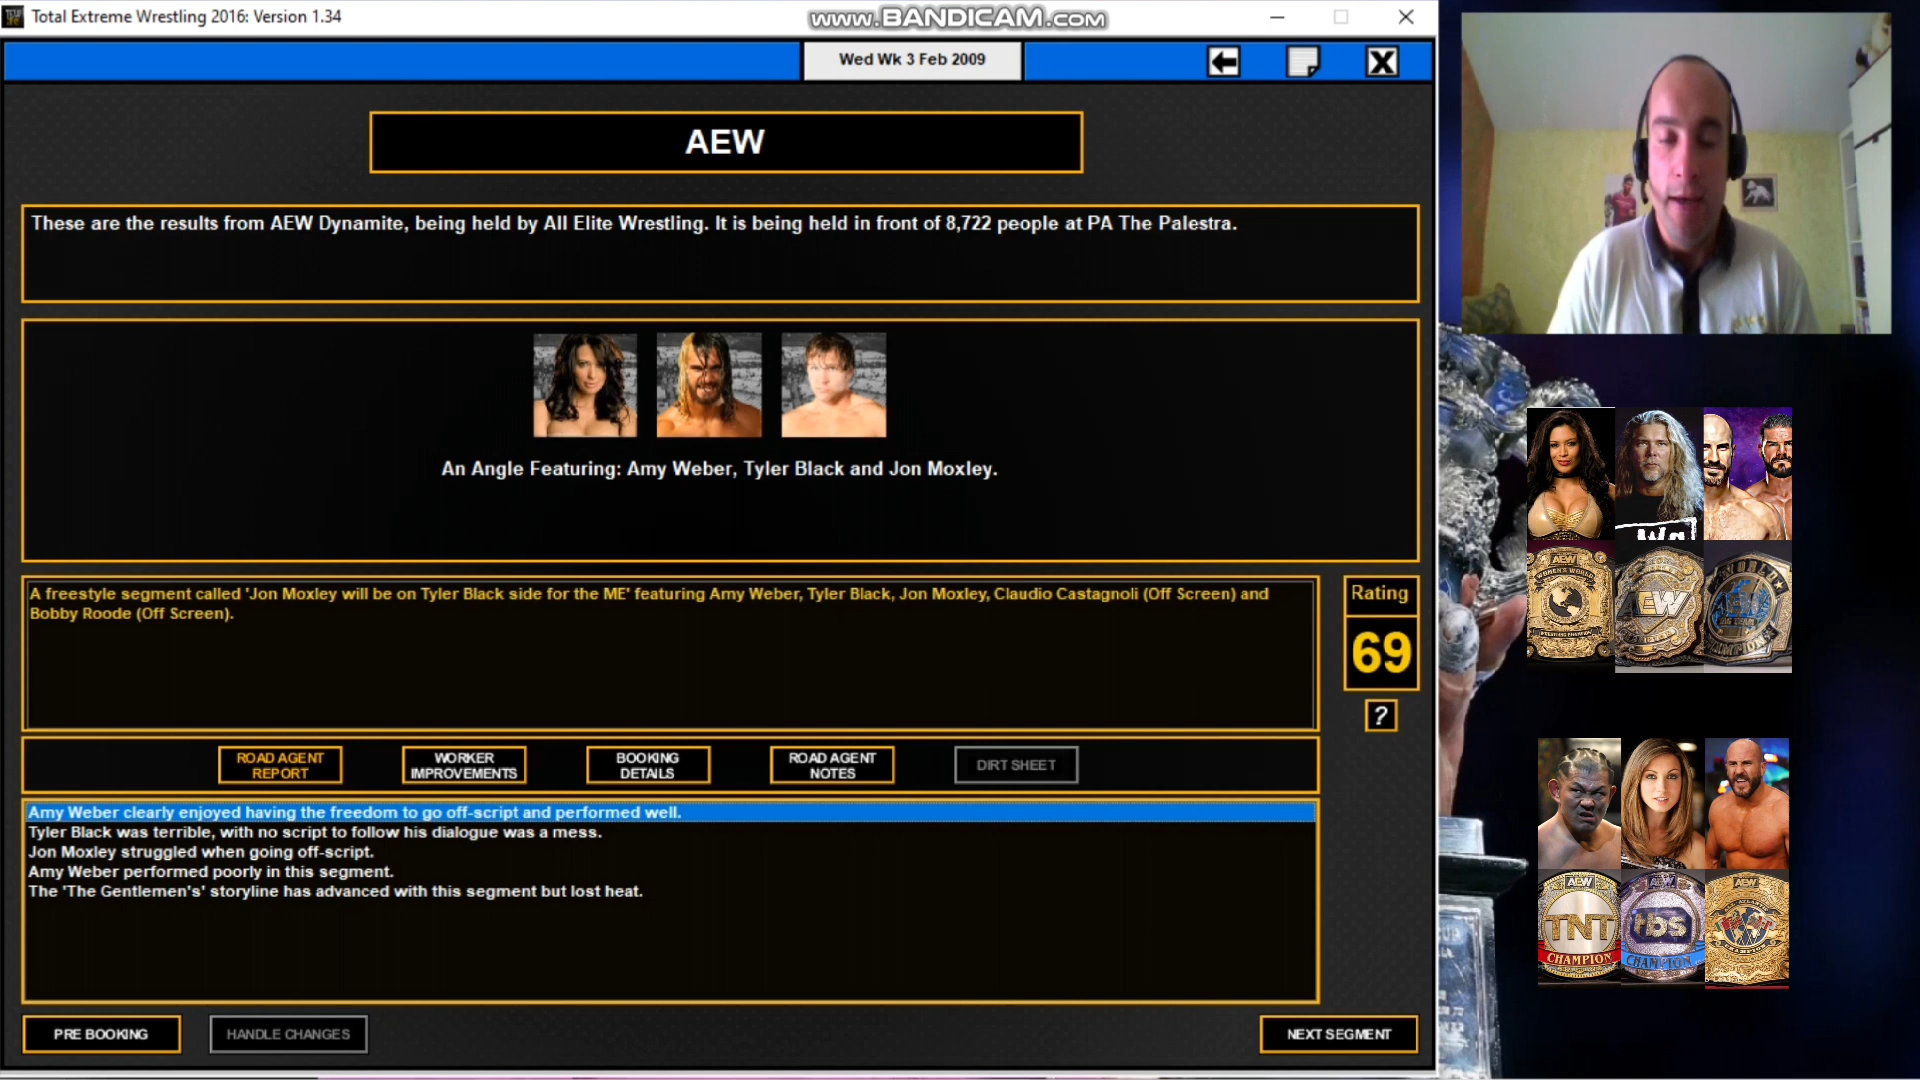 Total Extreme Wrestling 2016: Version 1.34
www.BANDICAM.com
Wed Wk 3 Feb 2009
AEW
These are the results from AEW Dynamite, being held by All Elite Wrestling. It is being held in front of 8,722 people at PA The Palestra.
An Angle Featuring: Amy Weber, Tyler Black and Jon Moxley.
A freestyle segment called 'Jon Moxley will be on Tyler Black side for the ME' featuring Amy Weber, Tyler Black, Jon Moxley, Claudio Castagnoli (Off Screen) and
Bobby Roode (Off Screen).
Rating
69
?
ROAD AGENT
REPORT
WORKER
IMPROVEMENTS
BOOKING
DETAILS
ROAD AGENT
NOTES
DIRT SHEET
Amy Weber clearly enjoyed having the freedom to go off-script and performed well.
Tyler Black was terrible, with no script to follow his dialogue was a mess.
Jon Moxley struggled when going off-script.
Amy Weber performed poorly in this segment.
The 'The Gentlemen's' storyline has advanced with this segment but lost heat.
PRE BOOKING
HANDLE CHANGES
NEXT SEGMENT
AEW
WOMEN'S WORLD
AEW
WORLD
AEW
TNT
CHAMPION
AEW
tbs
CHAMPION
AEW